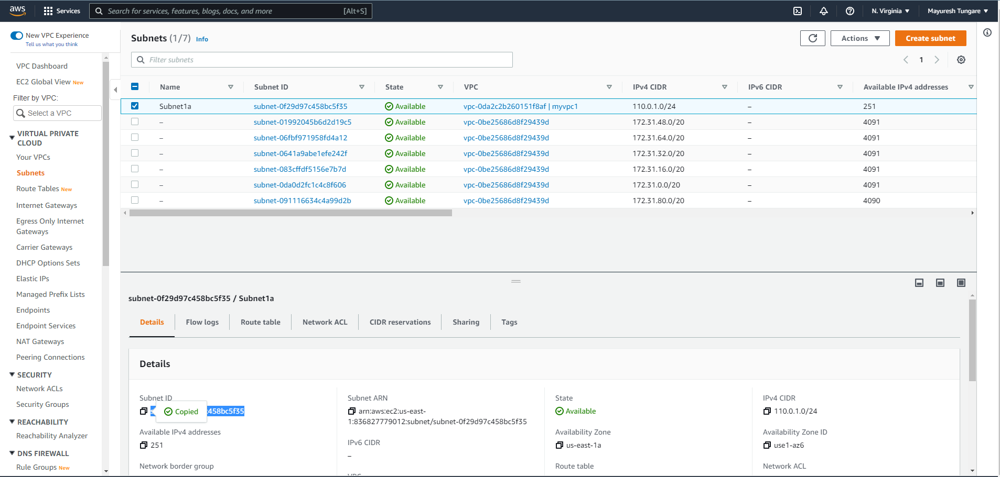 aws
Services
Search for services, features, blogs, docs, and more
[Alt+S]
N. Virginia
Mayuresh Tungare
New VPC Experience
Tell us what you think
VPC Dashboard
EC2 Global View New
Filter by VPC:
Select a VPC
VIRTUAL PRIVATE
CLOUD
Your VPCs
Subnets
Route Tables New
Internet Gateways
Egress Only Internet
Gateways
Carrier Gateways
DHCP Options Sets
Elastic IPs
Managed Prefix Lists
Endpoints
Endpoint Services
NAT Gateways
Peering Connections
SECURITY
Network ACLs
Security Groups
REACHABILITY
Reachability Analyzer
DNS FIREWALL
Rule Groups New
Subnets (1/7) Info
Actions
Create subnet
Filter subnets
1
Name Subnet ID State VPC IPv4 CIDR IPv6 CIDR Available IPv4 addresses
Subnet1a subnet-0f29d97c458bc5f35 Available vpc-0da2c2b260151f8af | myvpc1 110.0.1.0/24 – 251
– subnet-01992045b6d2d19c5 Available vpc-0be25686d8f29439d 172.31.48.0/20 – 4091
– subnet-06fbf971958fd4a12 Available vpc-0be25686d8f29439d 172.31.64.0/20 – 4091
– subnet-0641a9abe1efe242f Available vpc-0be25686d8f29439d 172.31.32.0/20 – 4091
– subnet-083cffdf5156e7b7d Available vpc-0be25686d8f29439d 172.31.16.0/20 – 4091
– subnet-0da0d2fc1c4c8f606 Available vpc-0be25686d8f29439d 172.31.0.0/20 – 4091
– subnet-091116634c4a99d2b Available vpc-0be25686d8f29439d 172.31.80.0/20 – 4090
subnet-0f29d97c458bc5f35 / Subnet1a
Details Flow logs Route table Network ACL CIDR reservations Sharing Tags
Details
Subnet ID
Copied
458bc5f35
Available IPv4 addresses
251
Network border group
Subnet ARN
arn:aws:ec2:us-east-
1:836827779012:subnet/subnet-0f29d97c458bc5f35
IPv6 CIDR
–
State
Available
Availability Zone
us-east-1a
Route table
IPv4 CIDR
110.0.1.0/24
Availability Zone ID
use1-az6
Network ACL